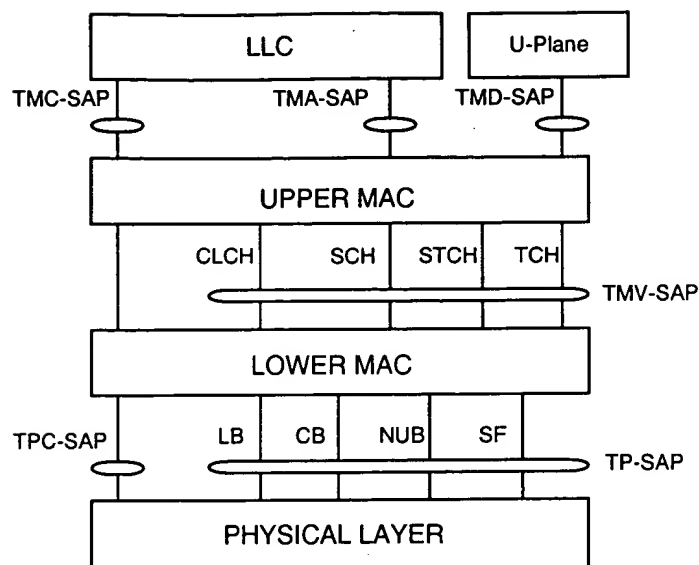 LLC
U-Plane
TMC-SAP
TMA-SAP
TMD-SAP
UPPER MAC
CLCH
SCH
STCH
TCH
TMV-SAP
LOWER MAC
TPC-SAP
LB
CB
NUB
SF
TP-SAP
PHYSICAL LAYER